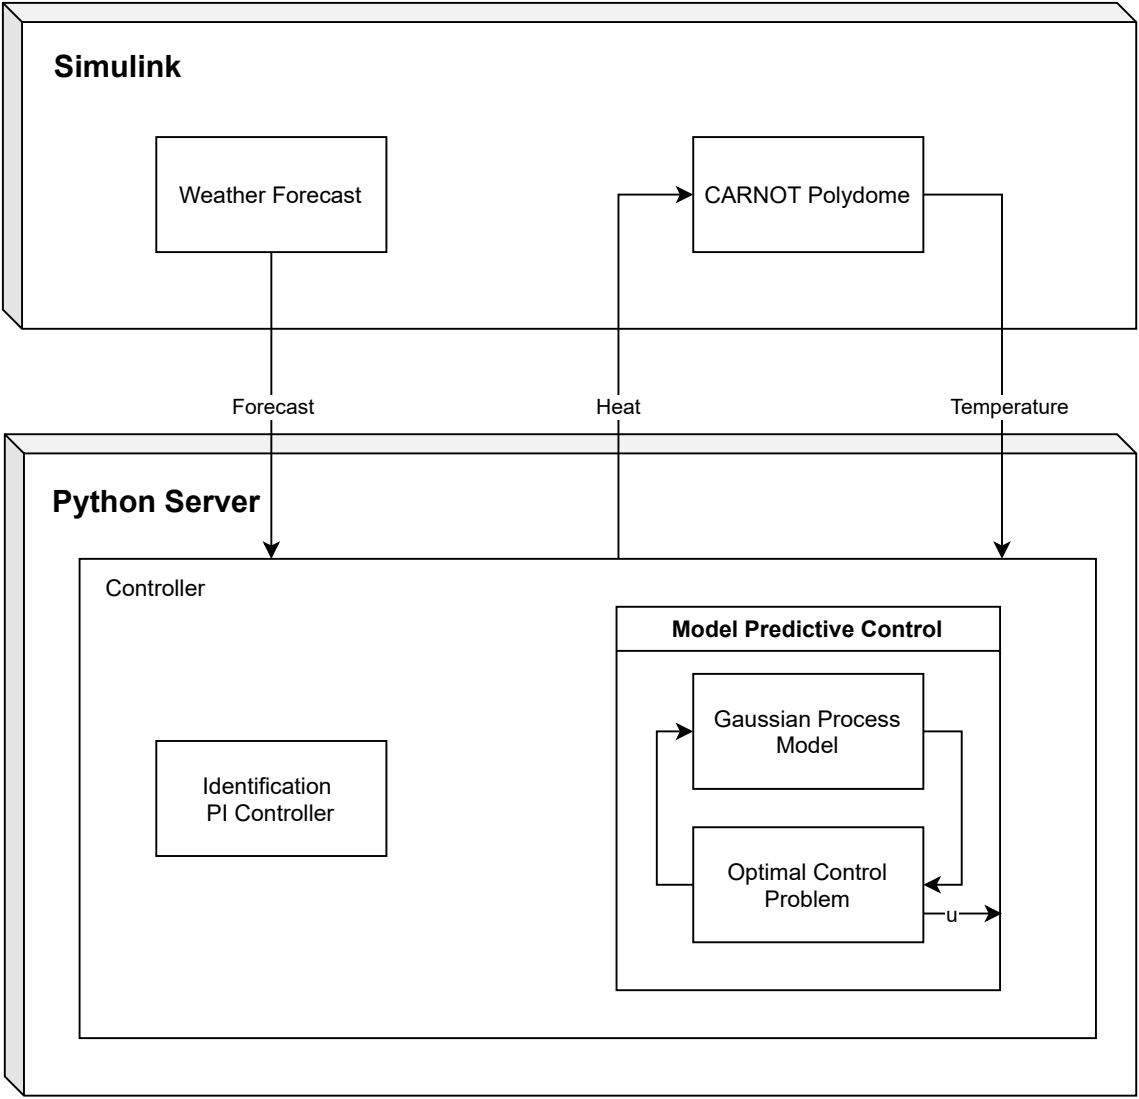 Simulink
Weather Forecast
CARNOT Polydome
Forecast
Heat
Temperature
Python Server
Controller
Model Predictive Control
Gaussian Process
Model
Identification
PI Controller
Optimal Control
Problem
u